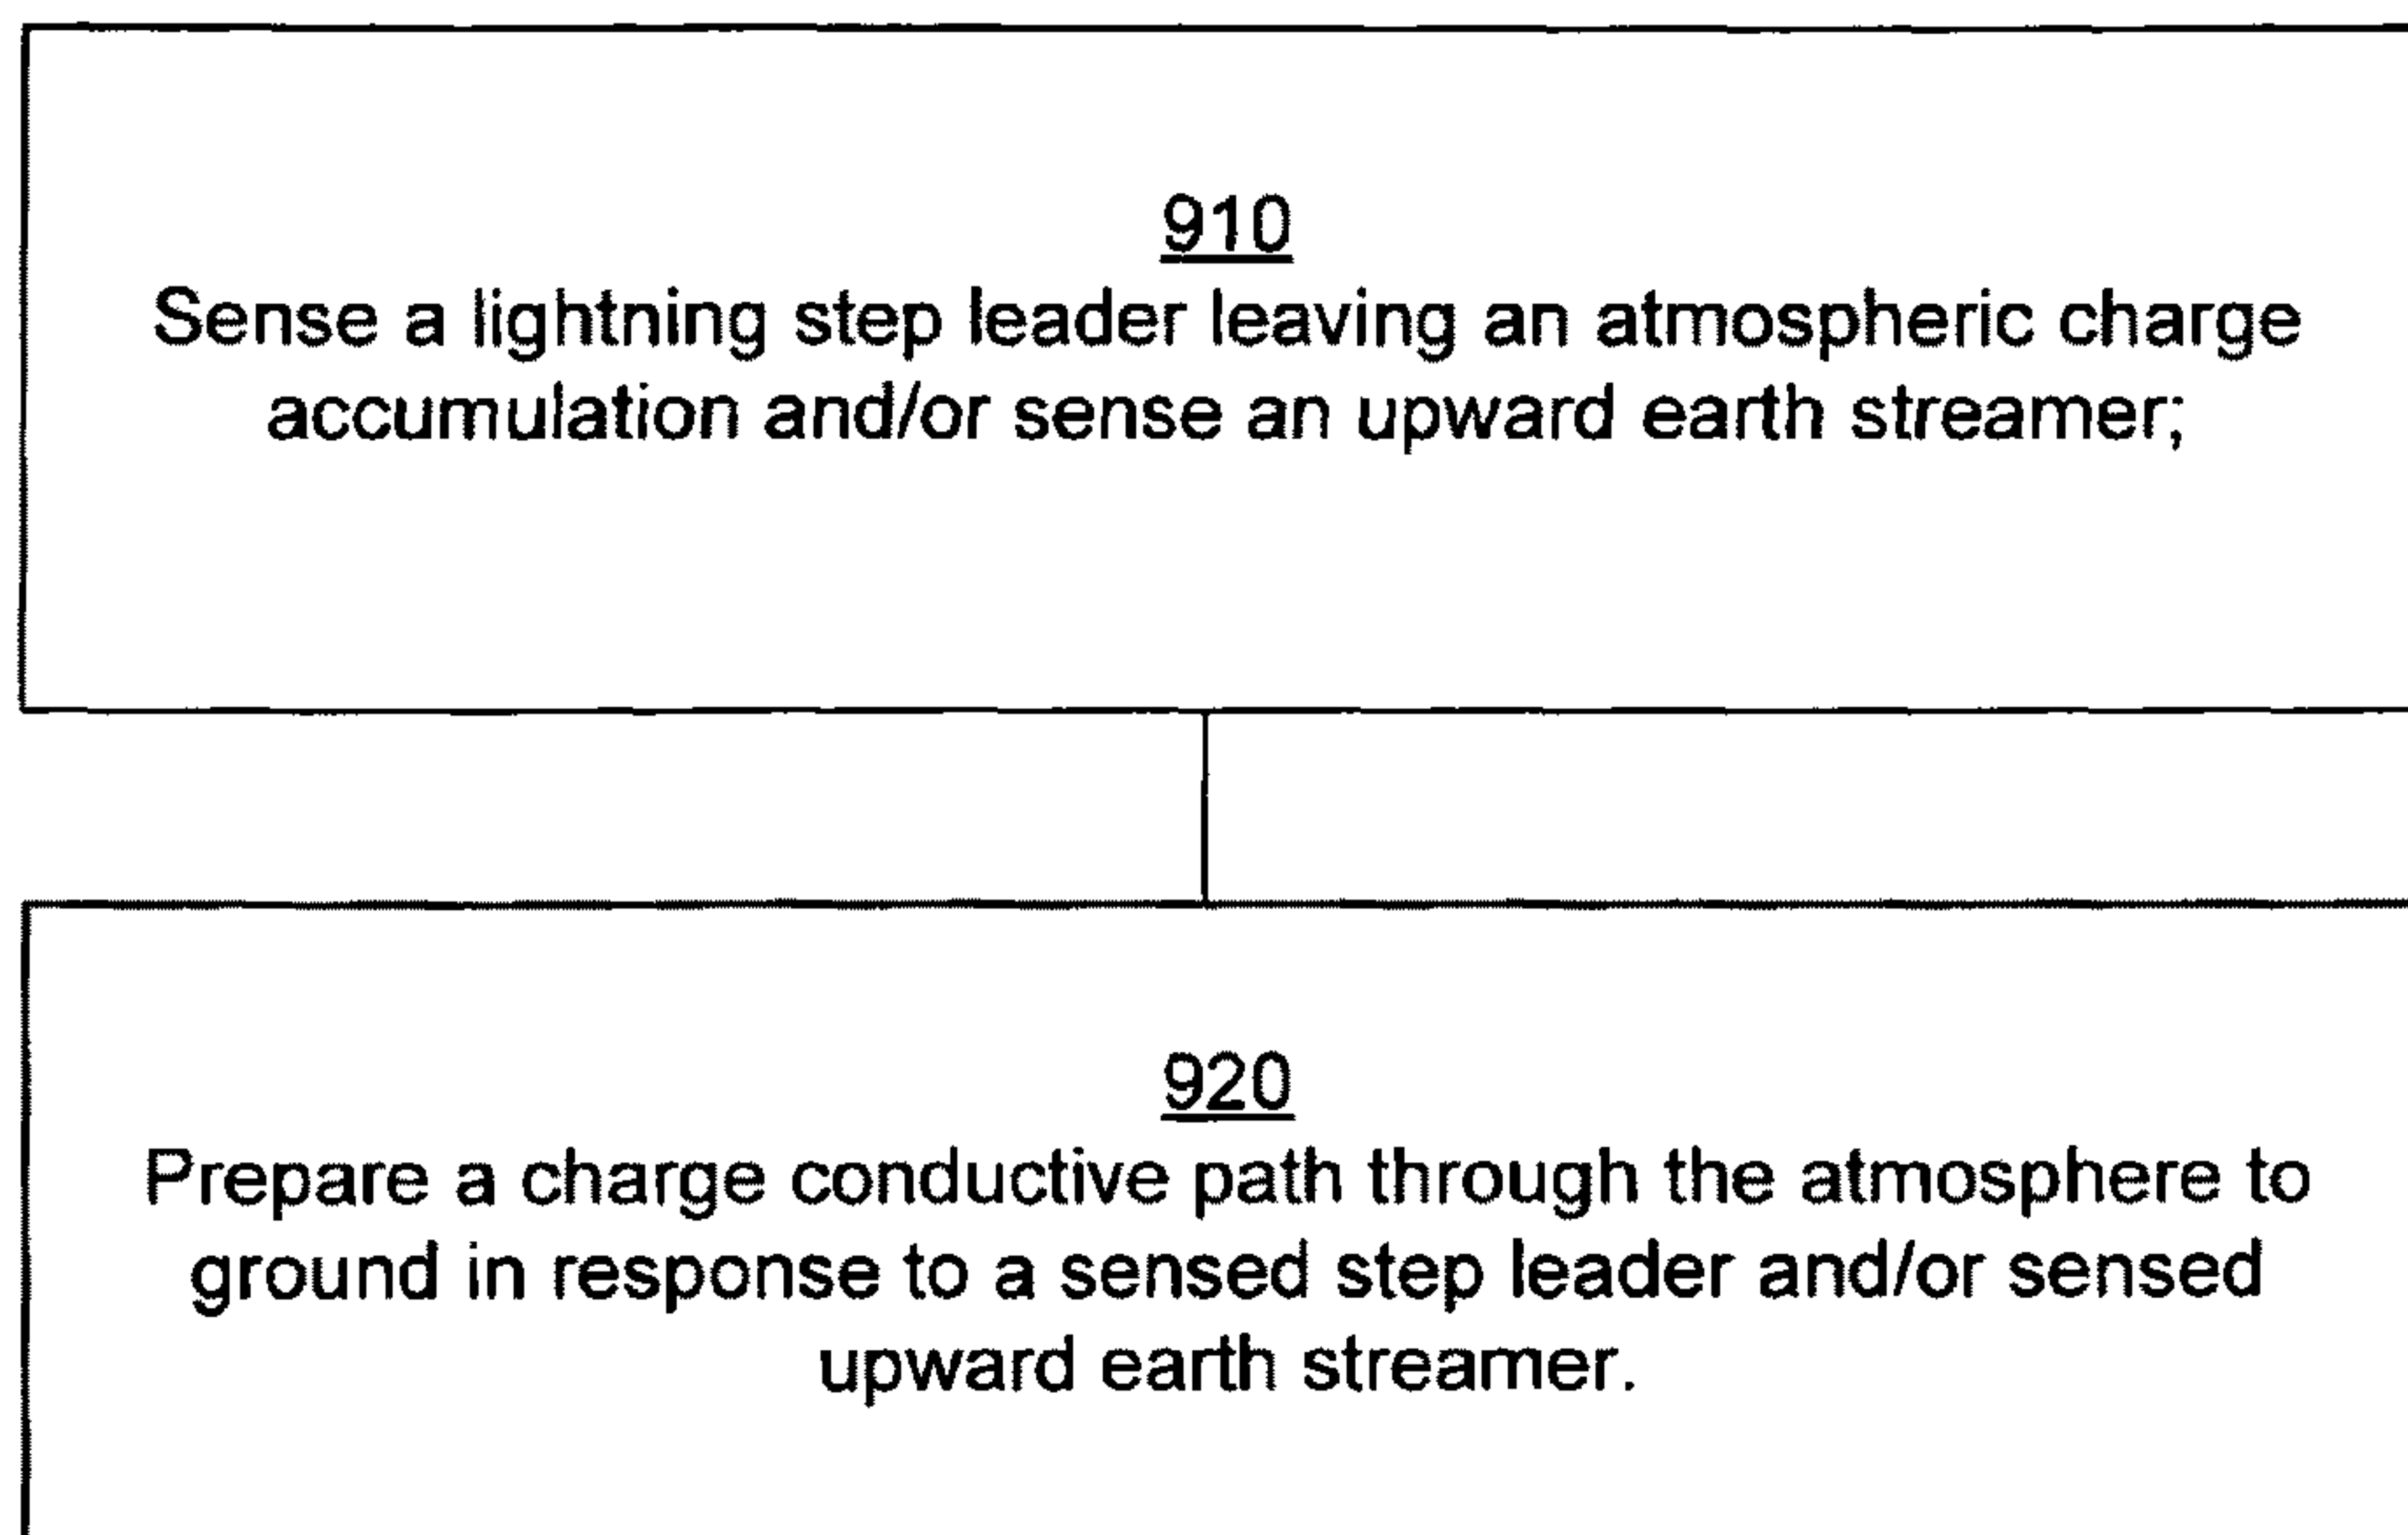 910
Sense a lightning step leader leaving an atmospheric charge
accumulation and/or sense an upward earth streamer;
920
Prepare a charge conductive path through the atmosphere to
ground in response to a sensed step leader and/or sensed
upward earth streamer.